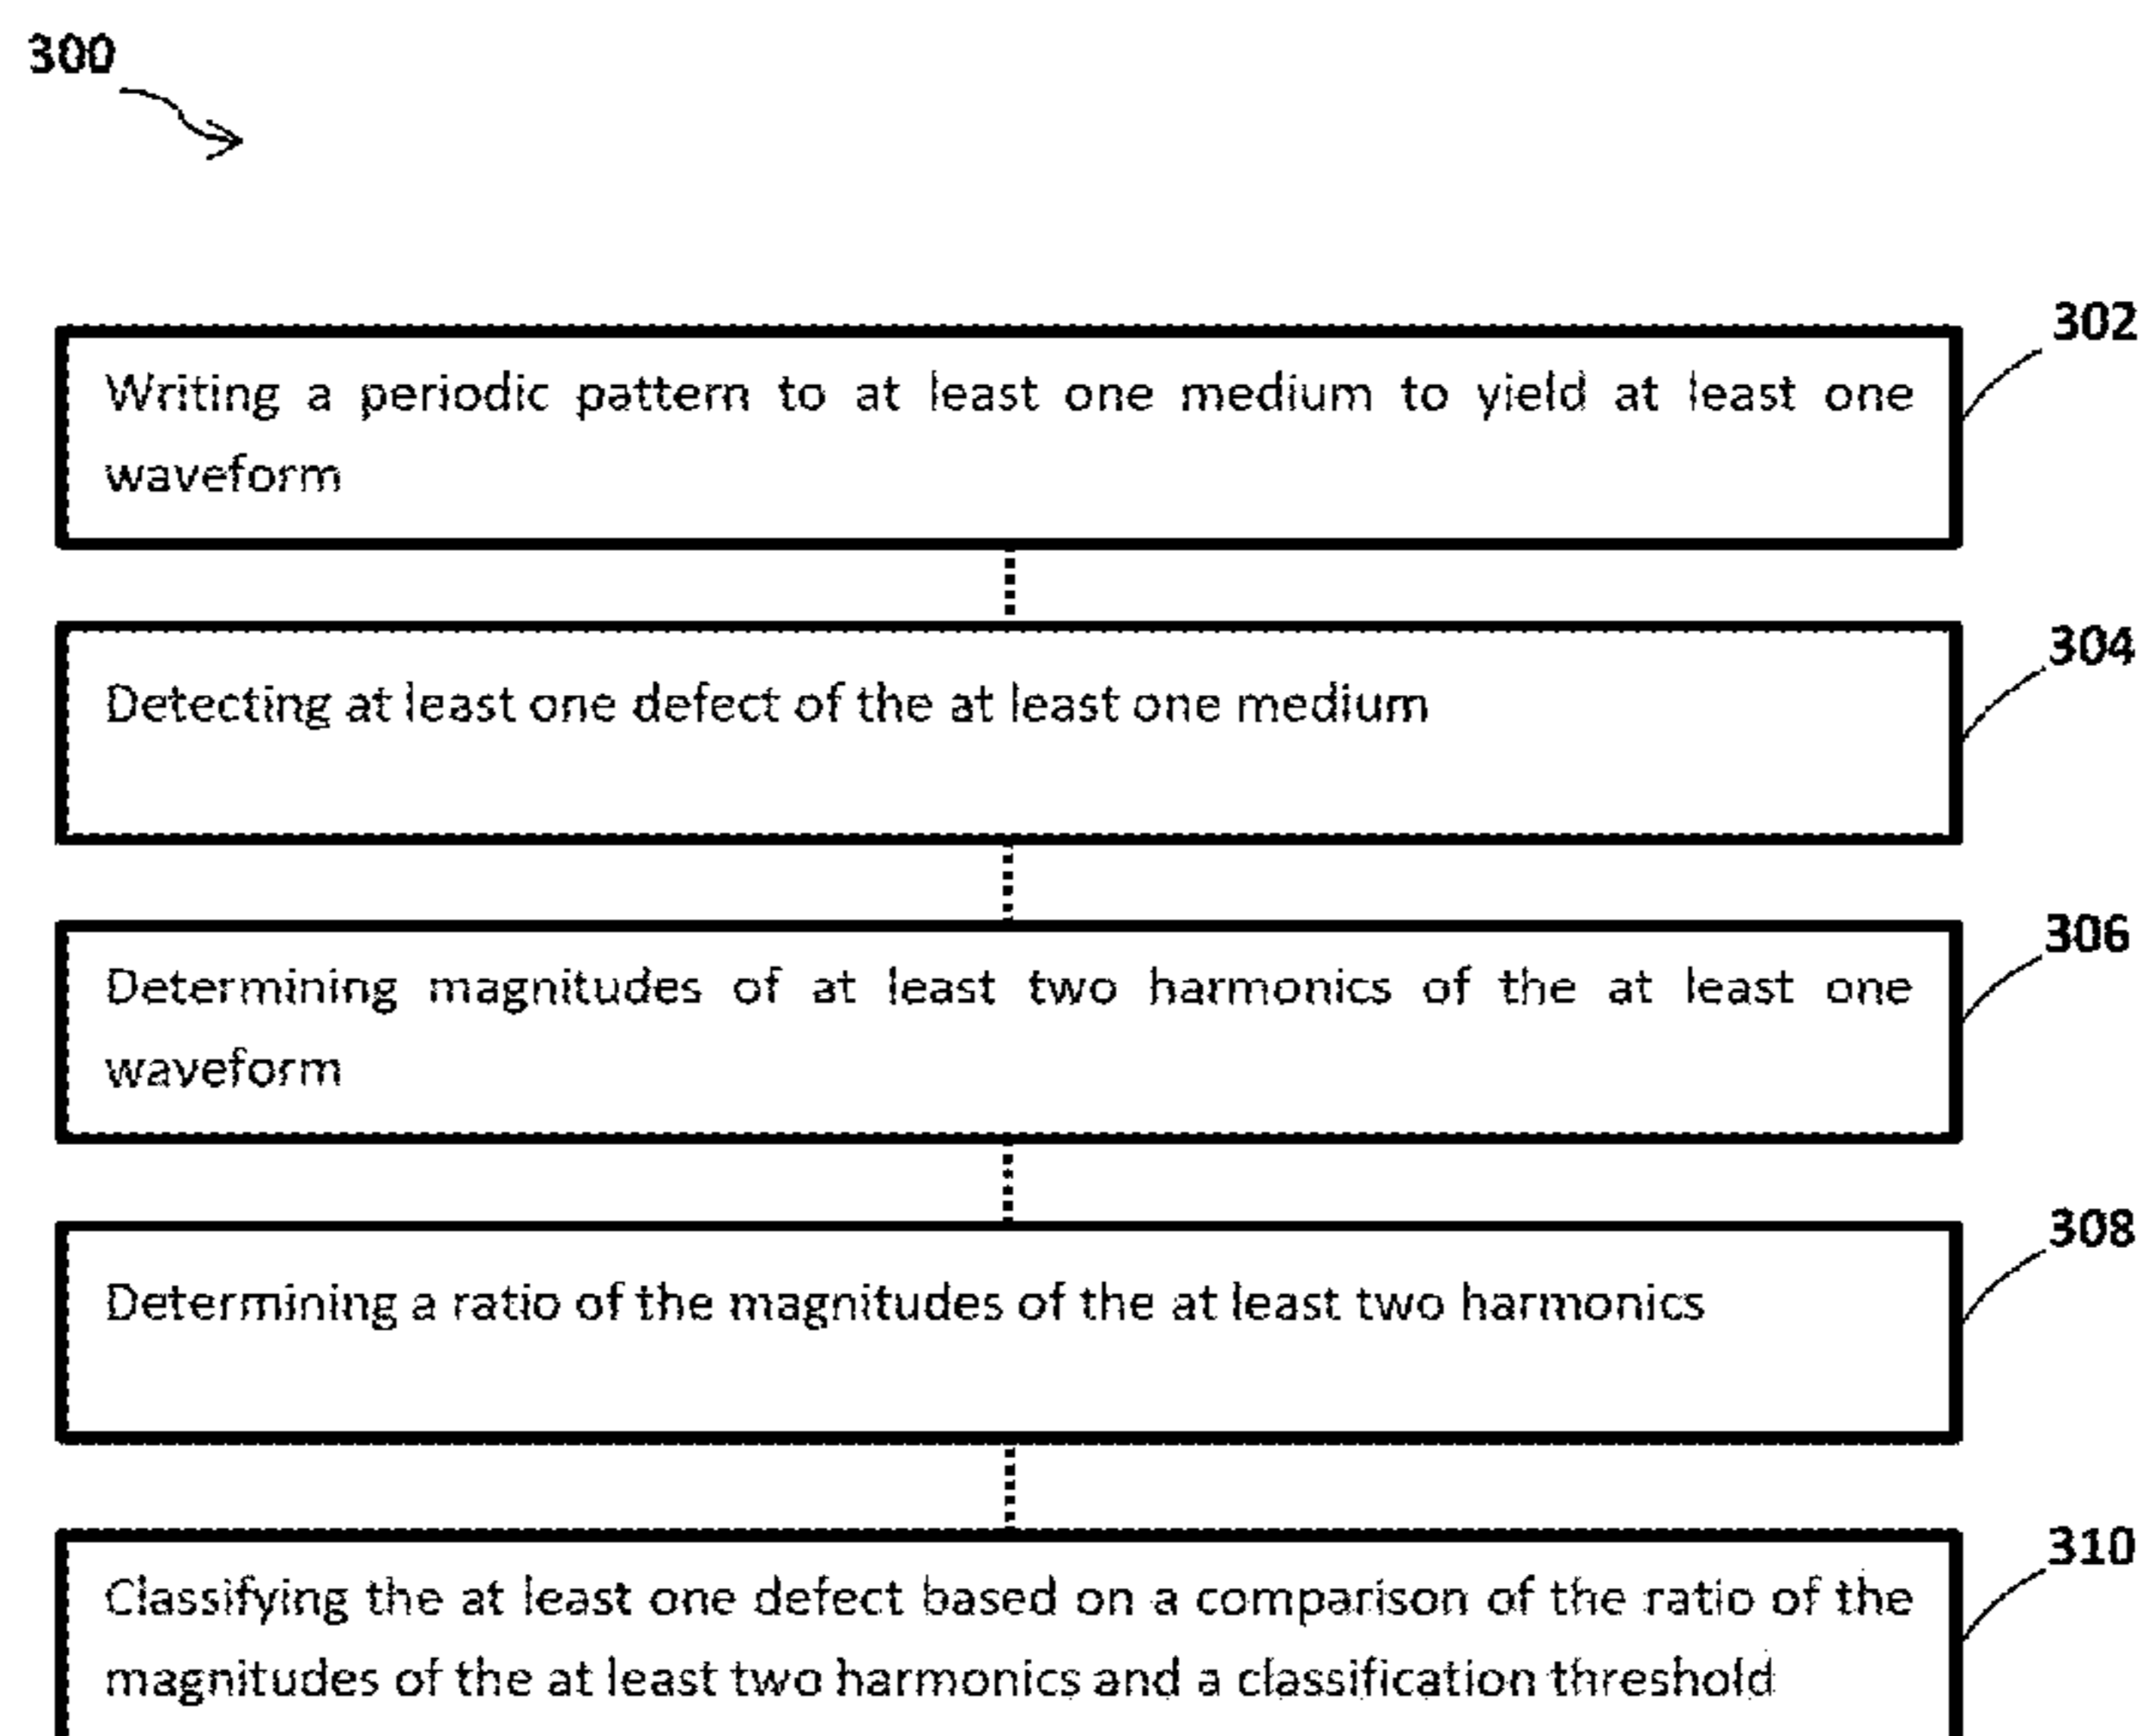 300
302
Writing a periodic pattern to at least one medium to yield at least one
waveform
304
Detecting at least one defect of the at least one medium
306
Determining magnitudes of at least two harmonics of the at least one
waveform
308
Determining a ratio of the magnitudes of the at least two harmonics
310
Classifying the at least one defect based on a comparison of the ratio of the
magnitudes of the at least two harmonics and a classification threshold